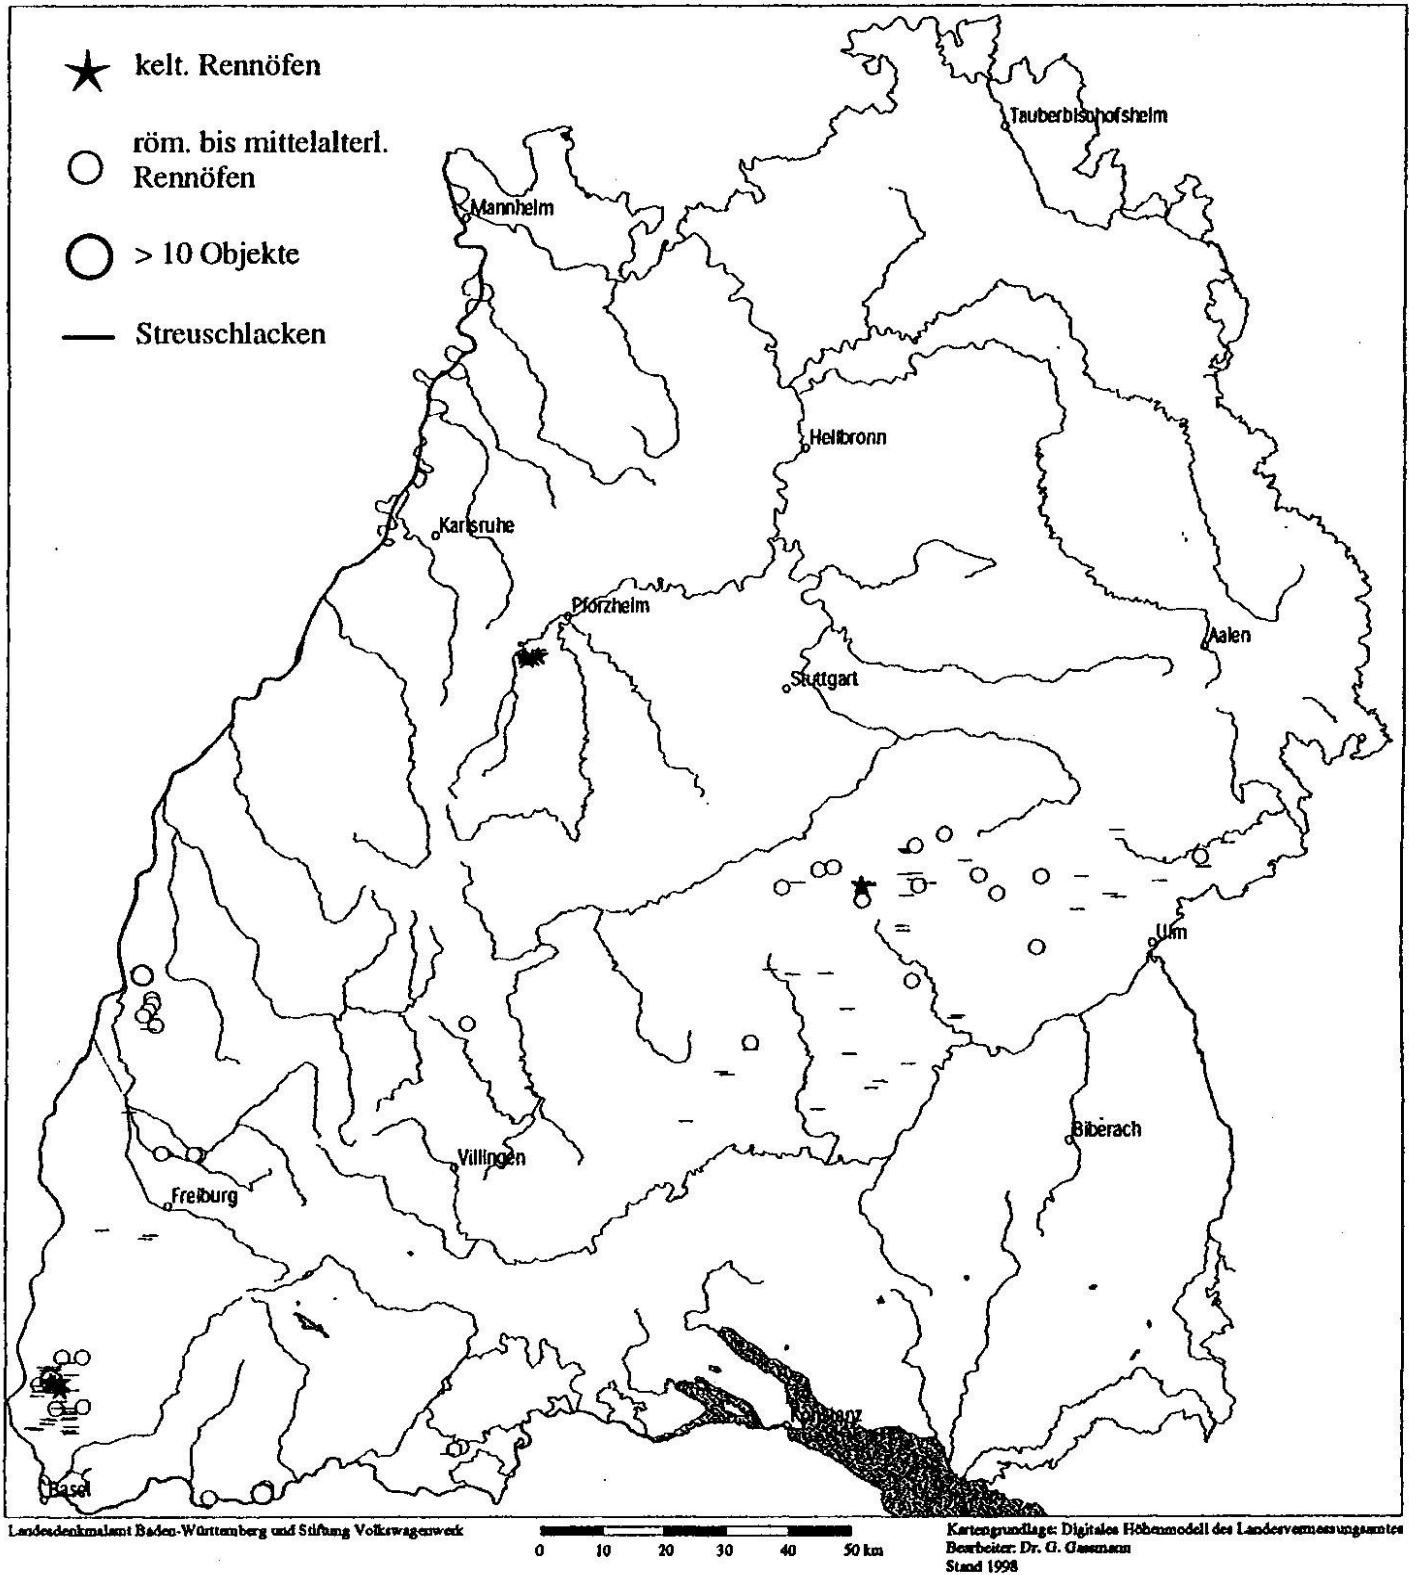 kelt. Rennöfen
röm. bis mittelalterl.
Rennöfen
> 10 Objekte
Streuschlacken
Tauberbischofsheim
Mannheim
Heilbronn
Karlsruhe
Pforzheim
Aalen
Stuttgart
Ulm
Biberach
Villingen
Freiburg
Konstanz
Basel
Landesdenkmalamt Baden-Württemberg und Stiftung Volkswagenwerk
0 10 20 30 40 50 km
Kartengrundlage: Digitales Höhenmodell des Landesvermessungsamtes
Bearbeiter: Dr. G. Gassmann
Stand 1998